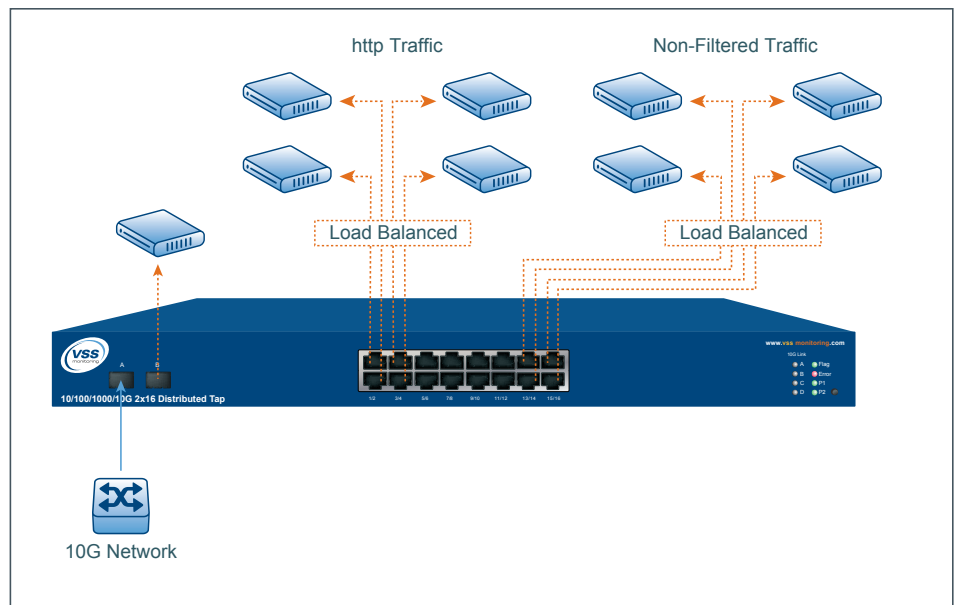 http Traffic
Non-Filtered Traffic
Load Balanced
Load Balanced
www.vss monitoring.com
vss
monitoring
A
B
10G Link
A Flag
B Error
C P1
D P2
10/100/1000/10G 2x16 Distributed Tap
1/2 3/4 5/6 7/8 9/10 11/12 13/14 15/16
10G Network